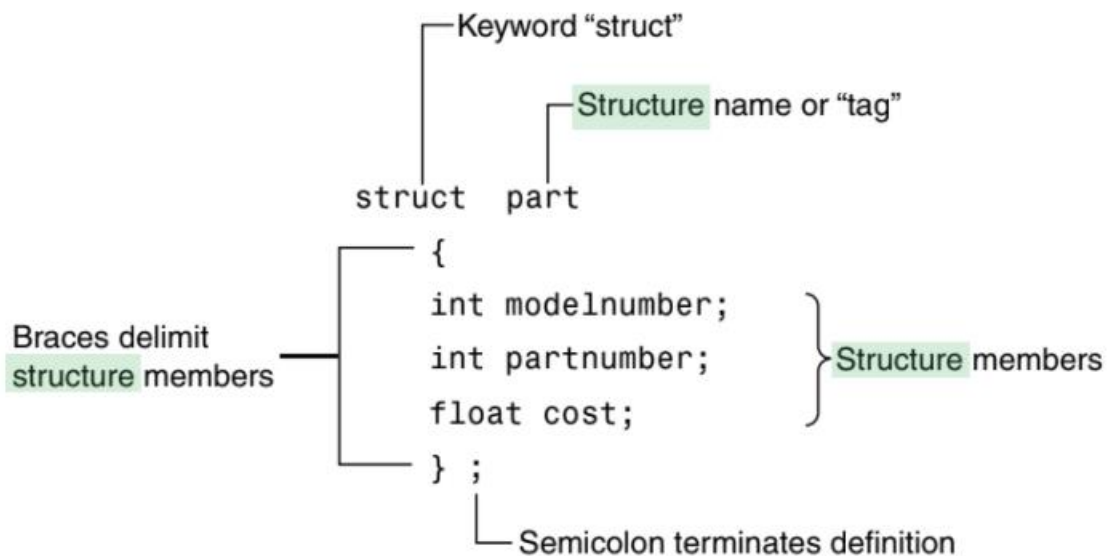 Keyword “struct”
Structure name or “tag”
struct part
{
int modelnumber;
Braces delimit
structure members
int partnumber;
Structure members
float cost;
} ;
Semicolon terminates definition